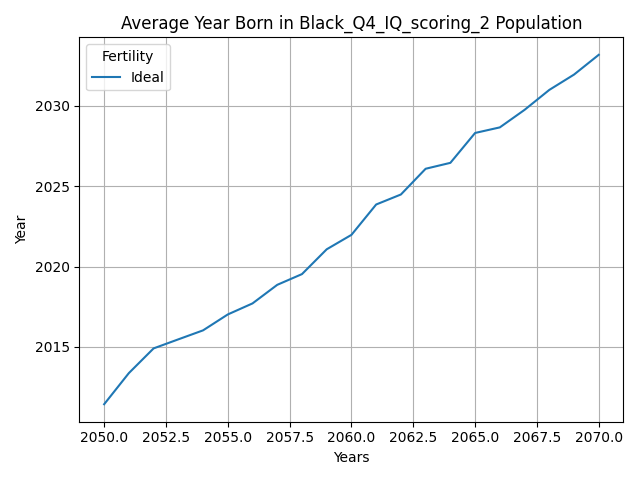 Average Year Born in Black_Q4_IQ_scoring_2 Population
Fertility
Ideal
Year
2030
2025
2020
2015
2050.0 2052.5 2055.0 2057.5 2060.0 2062.5 2065.0 2067.5 2070.0
Years